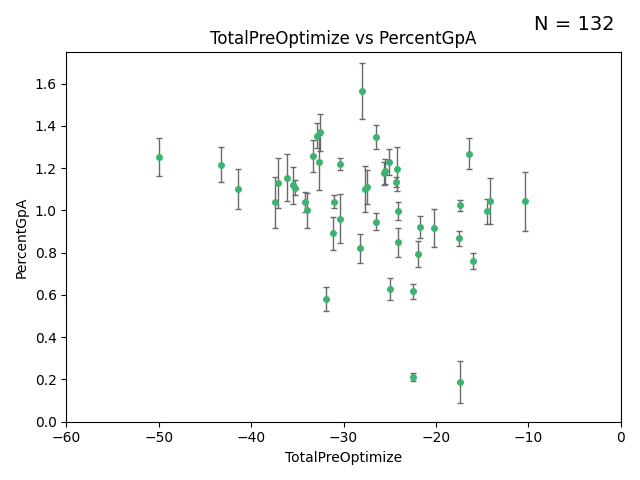 N = 132
TotalPreOptimize vs PercentGpA
PercentGpA
1.6
1.4
1.2
1.0
0.8
0.6
0.4
0.2
0.0
−60 −50 −40 −30 −20 −10 0
TotalPreOptimize